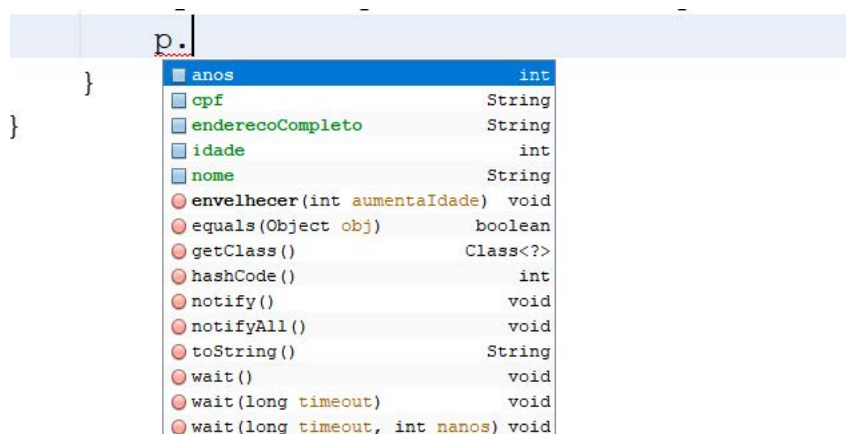 p.
anos int
}
cpf String
enderecoCompleto String
}
idade int
nome String
envelhecer(int aumentaIdade) void
equals(Object obj) boolean
getClass() Class<?>
hashCode() int
notify() void
notifyAll() void
toString() String
wait() void
wait(long timeout) void
wait(long timeout, int nanos) void